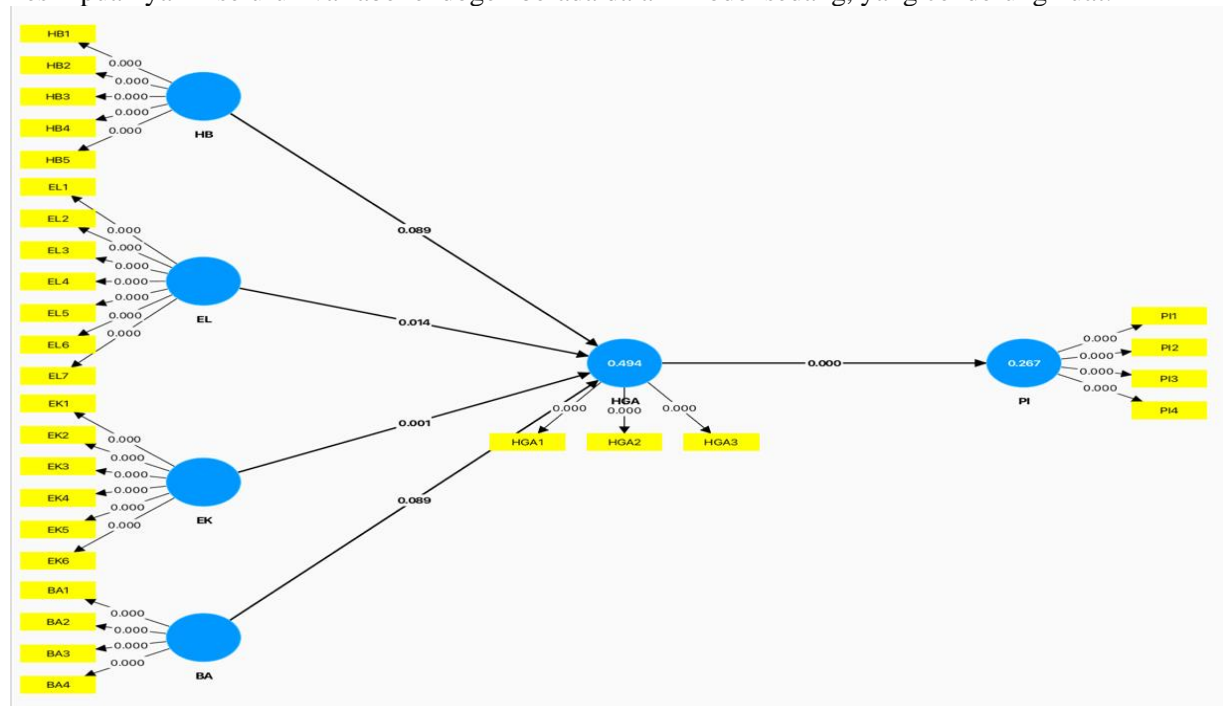 HB1
HB2
HB3
HB4
HB5
0.000
0.000
0.000
0.000
0.000
HB
EL1
EL2
EL3
EL4
EL5
EL6
EL7
0.000
0.000
0.000
0.000
0.000
0.000
0.000
EL
EK1
EK2
EK3
EK4
EK5
EK6
0.000
0.000
0.000
0.000
0.000
0.000
EK
BA1
BA2
BA3
BA4
0.000
0.000
0.000
0.000
BA
0.089
0.014
0.001
0.089
0.494
HGA
0.000
0.000
0.000
HGA1
HGA2
HGA3
0.000
0.267
PI
0.000
0.000
0.000
0.000
PI1
PI2
PI3
PI4